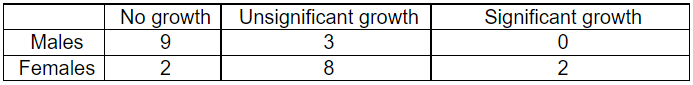 No growth Unsignificant growth Significant growth
Males 9 3 0
Females 2 8 2